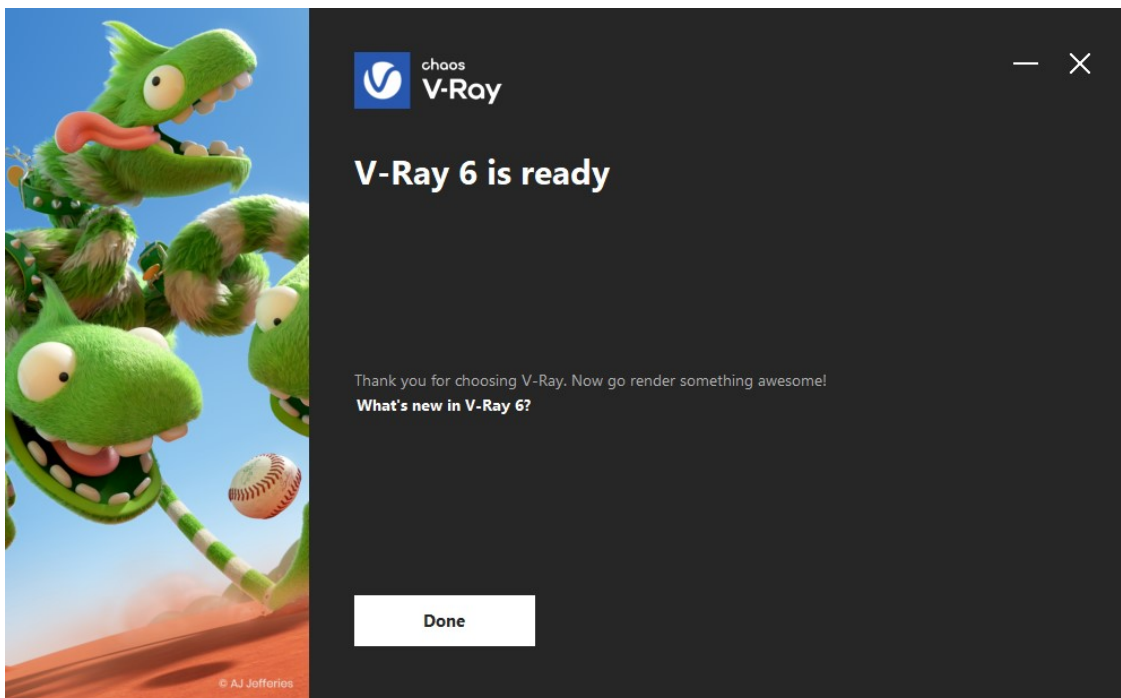 chaos
V-Ray
V-Ray 6 is ready
Thank you for choosing V-Ray. Now go render something awesome!
What's new in V-Ray 6?
Done
© AJ Jefferies